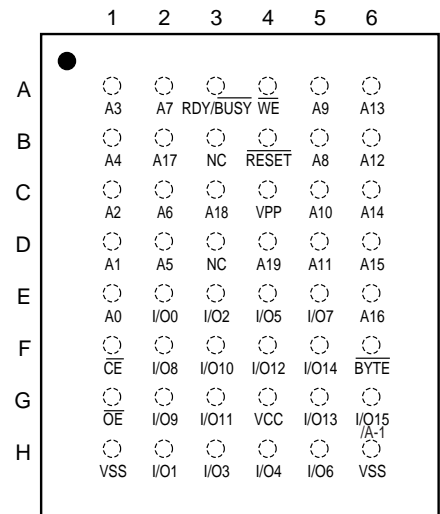 1 2 3 4 5 6
A
A3 A7 RDY/BUSY WE A9 A13
B
A4 A17 NC RESET A8 A12
C
A2 A6 A18 VPP A10 A14
D
A1 A5 NC A19 A11 A15
E
A0 I/O0 I/O2 I/O5 I/O7 A16
F
CE I/O8 I/O10 I/O12 I/O14 BYTE
G
OE I/O9 I/O11 VCC I/O13 I/O15
/A-1
H
VSS I/O1 I/O3 I/O4 I/O6 VSS